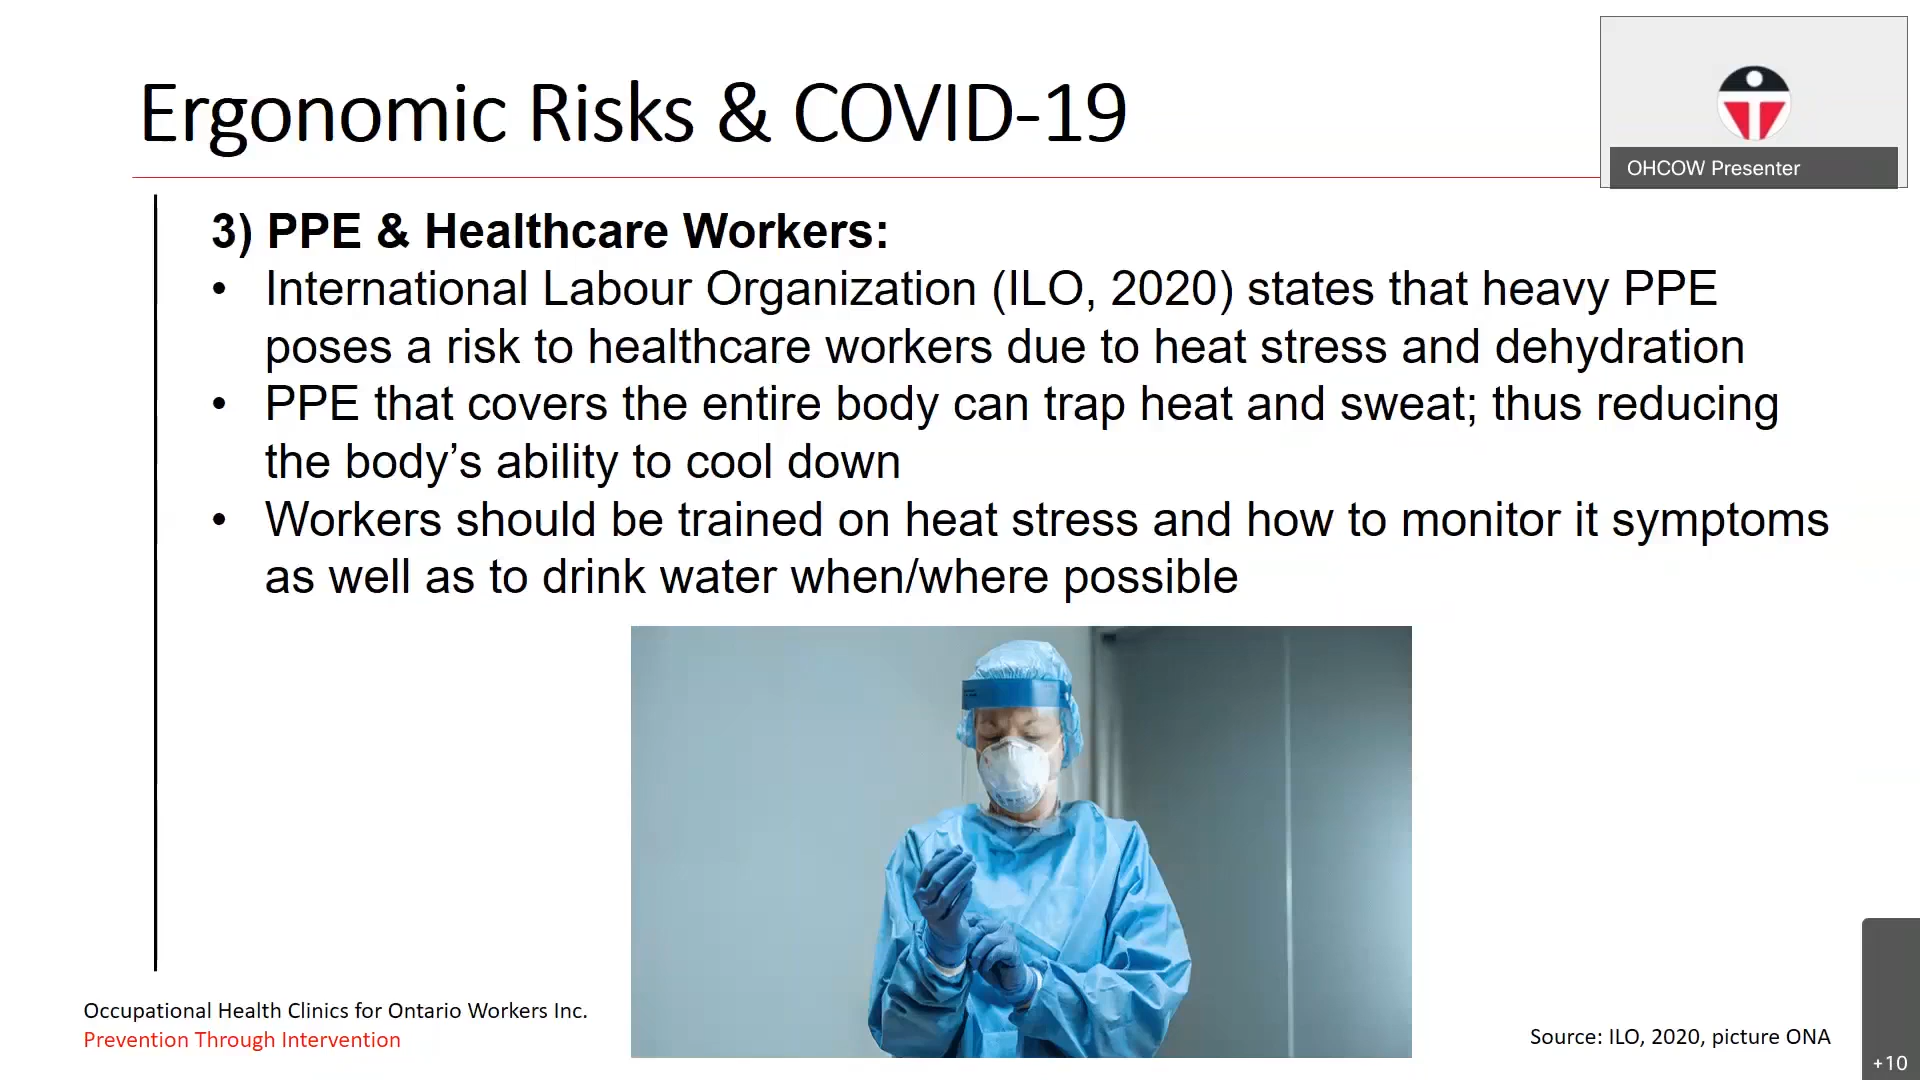 Ergonomic Risks & COVID-19
OHCOW Presenter
3) PPE & Healthcare Workers:
• International Labour Organization (ILO, 2020) states that heavy PPE
poses a risk to healthcare workers due to heat stress and dehydration
• PPE that covers the entire body can trap heat and sweat; thus reducing
the body’s ability to cool down
• Workers should be trained on heat stress and how to monitor it symptoms
as well as to drink water when/where possible
Occupational Health Clinics for Ontario Workers Inc.
Prevention Through Intervention
Source: ILO, 2020, picture ONA
+10